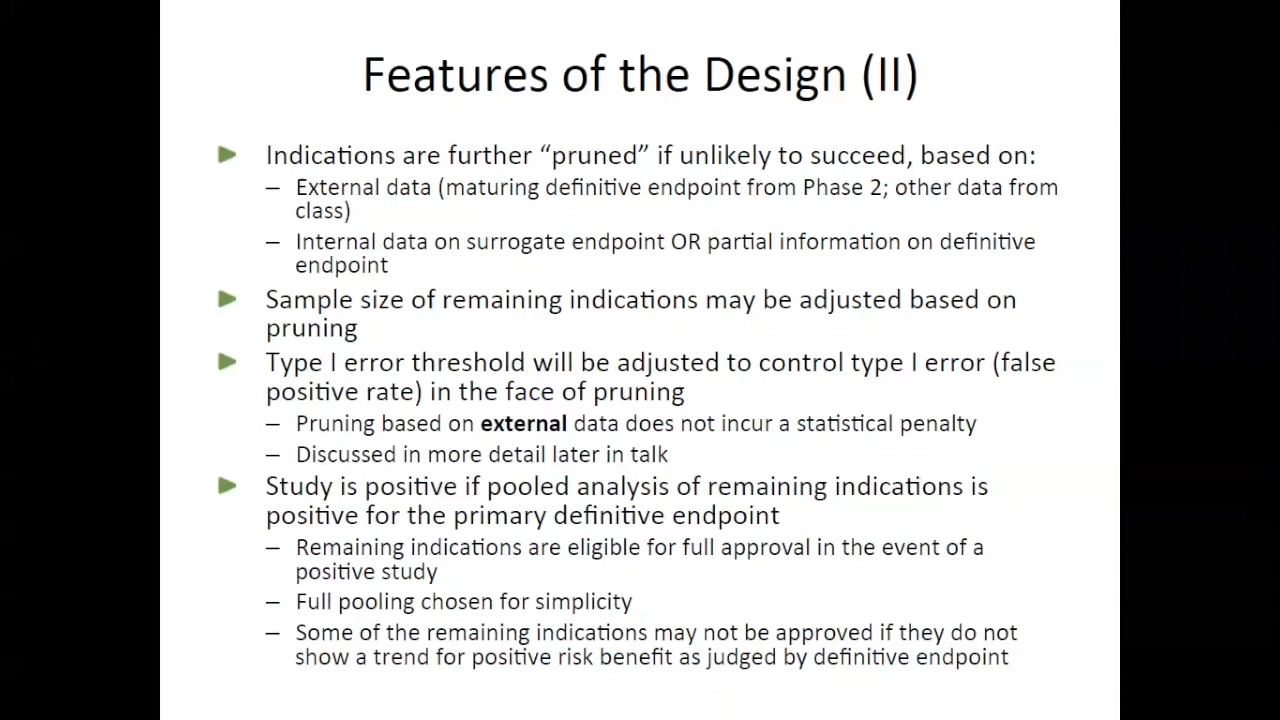 Features of the Design (II)
Indications are further “pruned” if unlikely to succeed, based on:
– External data (maturing definitive endpoint from Phase 2; other data from
class)
– Internal data on surrogate endpoint OR partial information on definitive
endpoint
Sample size of remaining indications may be adjusted based on
pruning
Type I error threshold will be adjusted to control type I error (false
positive rate) in the face of pruning
– Pruning based on external data does not incur a statistical penalty
– Discussed in more detail later in talk
Study is positive if pooled analysis of remaining indications is
positive for the primary definitive endpoint
– Remaining indications are eligible for full approval in the event of a
positive study
– Full pooling chosen for simplicity
– Some of the remaining indications may not be approved if they do not
show a trend for positive risk benefit as judged by definitive endpoint